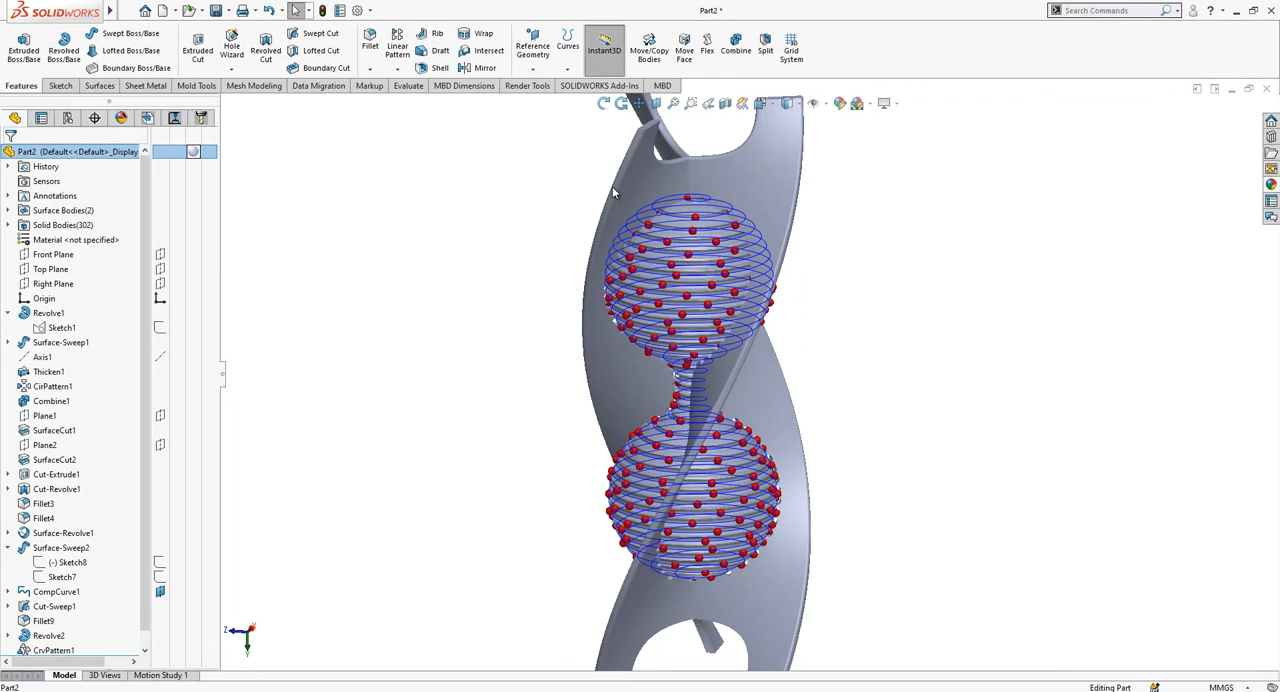 SOLIDWORKS
Part2 *
Search Commands
Extruded Boss/Base
Revolved Boss/Base
Swept Boss/Base
Lofted Boss/Base
Boundary Boss/Base
Extruded Cut
Hole Wizard
Revolved Cut
Swept Cut
Lofted Cut
Boundary Cut
Fillet
Linear Pattern
Rib
Draft
Shell
Wrap
Intersect
Mirror
Reference Geometry
Curves
Instant3D
Move/Copy Bodies
Move Face
Flex
Combine
Split
Grid System
Features
Sketch
Surfaces
Sheet Metal
Mold Tools
Mesh Modeling
Data Migration
Markup
Evaluate
MBD Dimensions
Render Tools
SOLIDWORKS Add-Ins
MBD
Part2 (Default<<Default>_Display
History
Sensors
Annotations
Surface Bodies(2)
Solid Bodies(302)
Material <not specified>
Front Plane
Top Plane
Right Plane
Origin
Revolve1
Sketch1
Surface-Sweep1
Axis1
Thicken1
CirPattern1
Combine1
Plane1
SurfaceCut1
Plane2
SurfaceCut2
Cut-Extrude1
Cut-Revolve1
Fillet3
Fillet4
Surface-Revolve1
Surface-Sweep2
(-) Sketch8
Sketch7
CompCurve1
Cut-Sweep1
Fillet9
Revolve2
CrvPattern1
Z
Y
Model
3D Views
Motion Study 1
Part2
Editing Part
MMGS